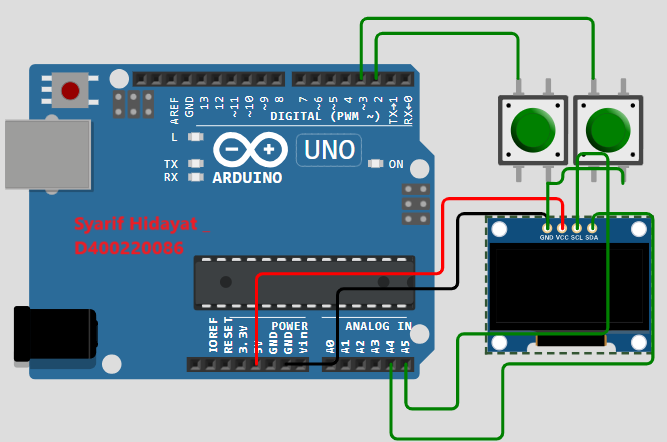 AREF
GND
13
12
~11
~10
~9
8
7
~6
~5
4
~3
2
TX→1
RX←0
DIGITAL (PWM ~)
L
TX
RX
UNO
ON
ARDUINO
Syarif Hidayat
D400220086
GND VCC SCL SDA
IOREF
RESET
3.3V
5V
GND
GND
Vin
POWER
ANALOG IN
A0
A1
A2
A3
A4
A5